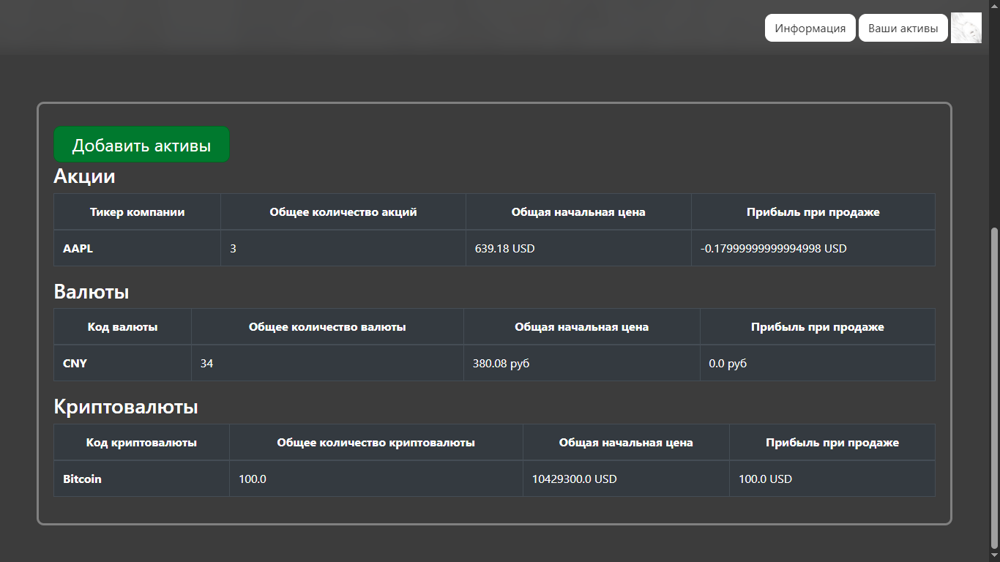 Информация Ваши активы
Добавить активы
Акции
Тикер компании Общее количество акций Общая начальная цена Прибыль при продаже
AAPL 3 639.18 USD -0.17999999999994998 USD
Валюты
Код валюты Общее количество валюты Общая начальная цена Прибыль при продаже
CNY 34 380.08 руб 0.0 руб
Криптовалюты
Код криптовалюты Общее количество криптовалюты Общая начальная цена Прибыль при продаже
Bitcoin 100.0 10429300.0 USD 100.0 USD